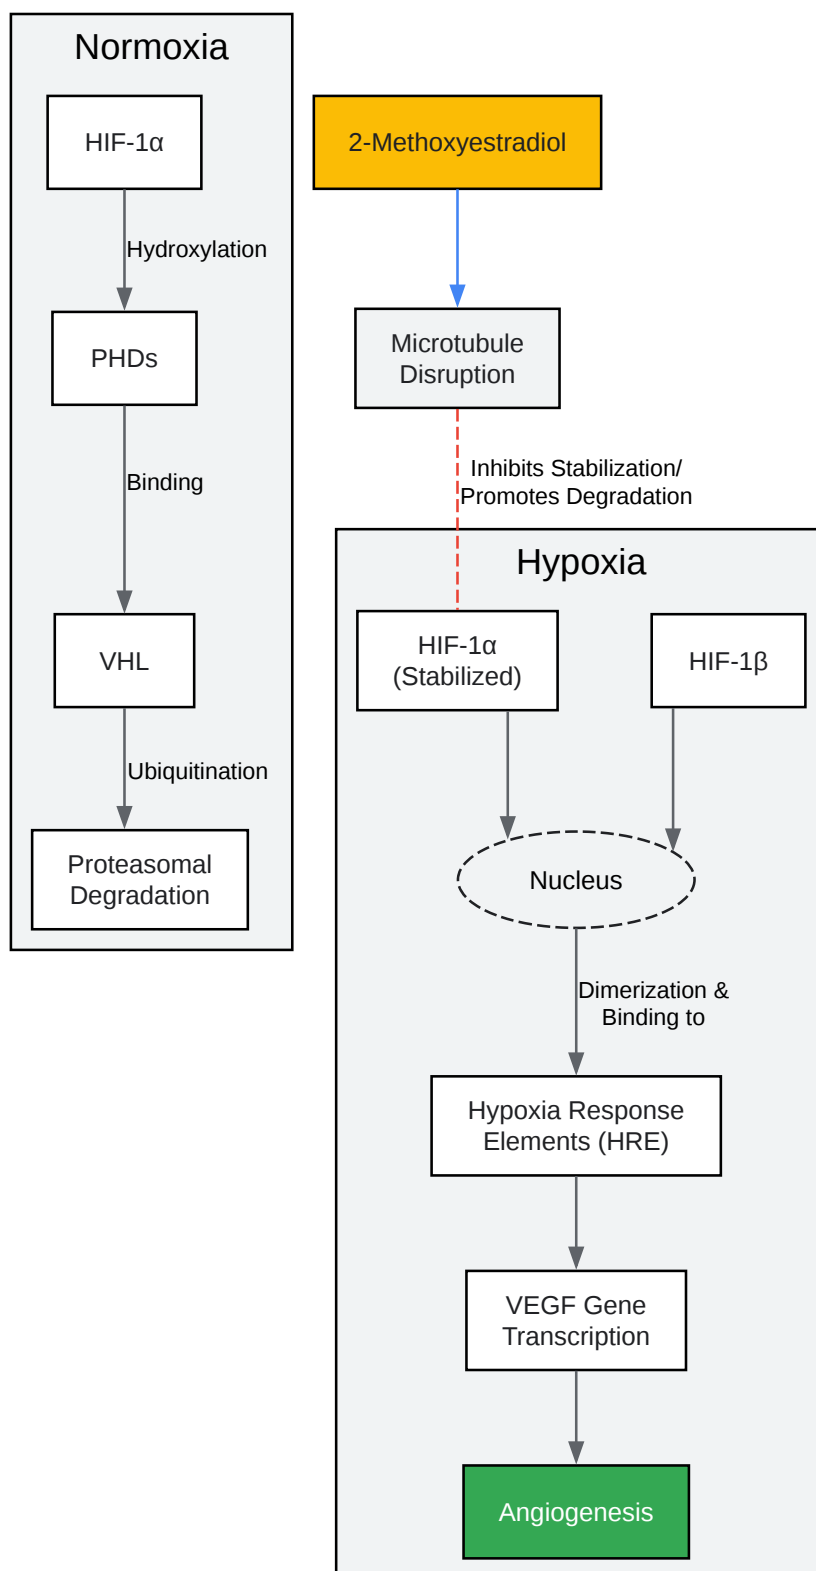 Normoxia
HIF-1α
Hydroxylation
PHDs
Binding
VHL
Ubiquitination
Proteasomal
Degradation
2-Methoxyestradiol
Microtubule
Disruption
Inhibits Stabilization/
Promotes Degradation
Hypoxia
HIF-1α
(Stabilized)
HIF-1β
Nucleus
Dimerization &
Binding to
Hypoxia Response
Elements (HRE)
VEGF Gene
Transcription
Angiogenesis